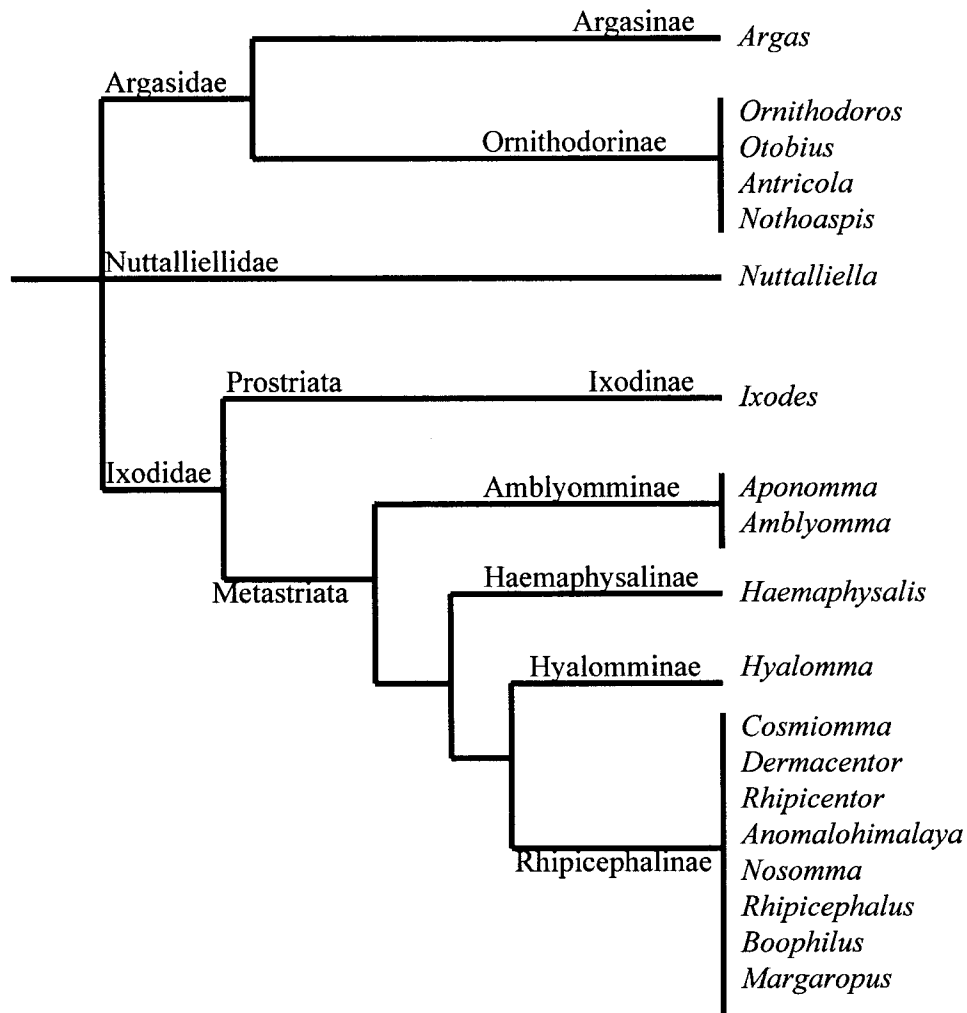 Argasinae
Argas
Argasidae
Ornithodoros
Ornithodorinae
Otobius
Antricola
Nothoaspis
Nuttalliellidae
Nuttalliella
Prostriata
Ixodinae
Ixodes
Ixodidae
Amblyomminae
Aponomma
Amblyomma
Metastriata
Haemaphysalinae
Haemaphysalis
Hyalomminae
Hyalomma
Cosmiomma
Dermacentor
Rhipicentor
Anomalohimalaya
Rhipicephalinae
Nosomma
Rhipicephalus
Boophilus
Margaropus